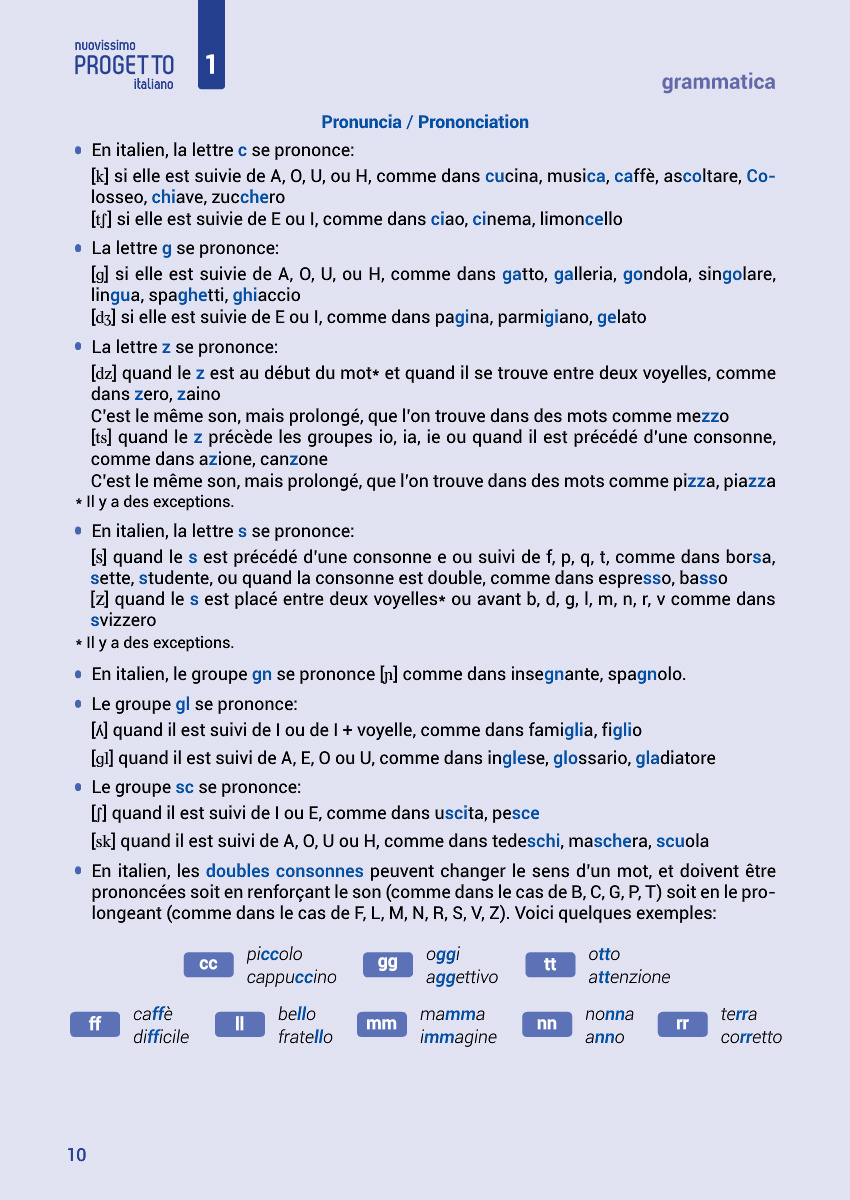 nuovissimo
PROGETTO
italiano
1
grammatica
Pronuncia / Prononciation
• En italien, la lettre c se prononce:
[k] si elle est suivie de A, O, U, ou H, comme dans cucina, musica, caffè, ascoltare, Co-
losseo, chiave, zucchero
[tʃ] si elle est suivie de E ou I, comme dans ciao, cinema, limoncello
• La lettre g se prononce:
[g] si elle est suivie de A, O, U, ou H, comme dans gatto, galleria, gondola, singolare,
lingua, spaghetti, ghiaccio
[dʒ] si elle est suivie de E ou I, comme dans pagina, parmigiano, gelato
• La lettre z se prononce:
[dz] quand le z est au début du mot* et quand il se trouve entre deux voyelles, comme
dans zero, zaino
C'est le même son, mais prolongé, que l'on trouve dans des mots comme mezzo
[ts] quand le z précède les groupes io, ia, ie ou quand il est précédé d'une consonne,
comme dans azione, canzone
C'est le même son, mais prolongé, que l'on trouve dans des mots comme pizza, piazza
* Il y a des exceptions.
• En italien, la lettre s se prononce:
[s] quand le s est précédé d'une consonne e ou suivi de f, p, q, t, comme dans borsa,
sette, studente, ou quand la consonne est double, comme dans espresso, basso
[z] quand le s est placé entre deux voyelles* ou avant b, d, g, l, m, n, r, v comme dans
svizzero
* Il y a des exceptions.
• En italien, le groupe gn se prononce [ɲ] comme dans insegnante, spagnolo.
• Le groupe gl se prononce:
[ʎ] quand il est suivi de I ou de I + voyelle, comme dans famiglia, figlio
[gl] quand il est suivi de A, E, O ou U, comme dans inglese, glossario, gladiatore
• Le groupe sc se prononce:
[ʃ] quand il est suivi de I ou E, comme dans uscita, pesce
[sk] quand il est suivi de A, O, U ou H, comme dans tedeschi, maschera, scuola
• En italien, les doubles consonnes peuvent changer le sens d'un mot, et doivent être
prononcées soit en renforçant le son (comme dans le cas de B, C, G, P, T) soit en le pro-
longeant (comme dans le cas de F, L, M, N, R, S, V, Z). Voici quelques exemples:
cc
piccolo
cappuccino
gg
oggi
aggettivo
tt
otto
attenzione
ff
caffè
difficile
ll
bello
fratello
mm
mamma
immagine
nn
nonna
anno
rr
terra
corretto
10